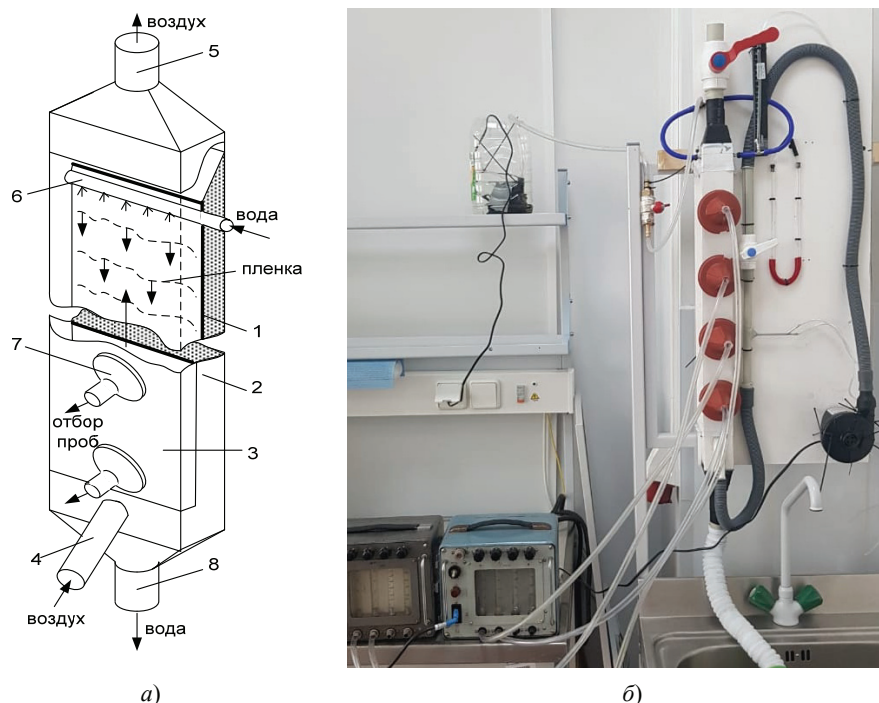 воздух
5
6
вода
пленка
1
7
2
отбор
проб
3
4
8
воздух
вода
а)
б)